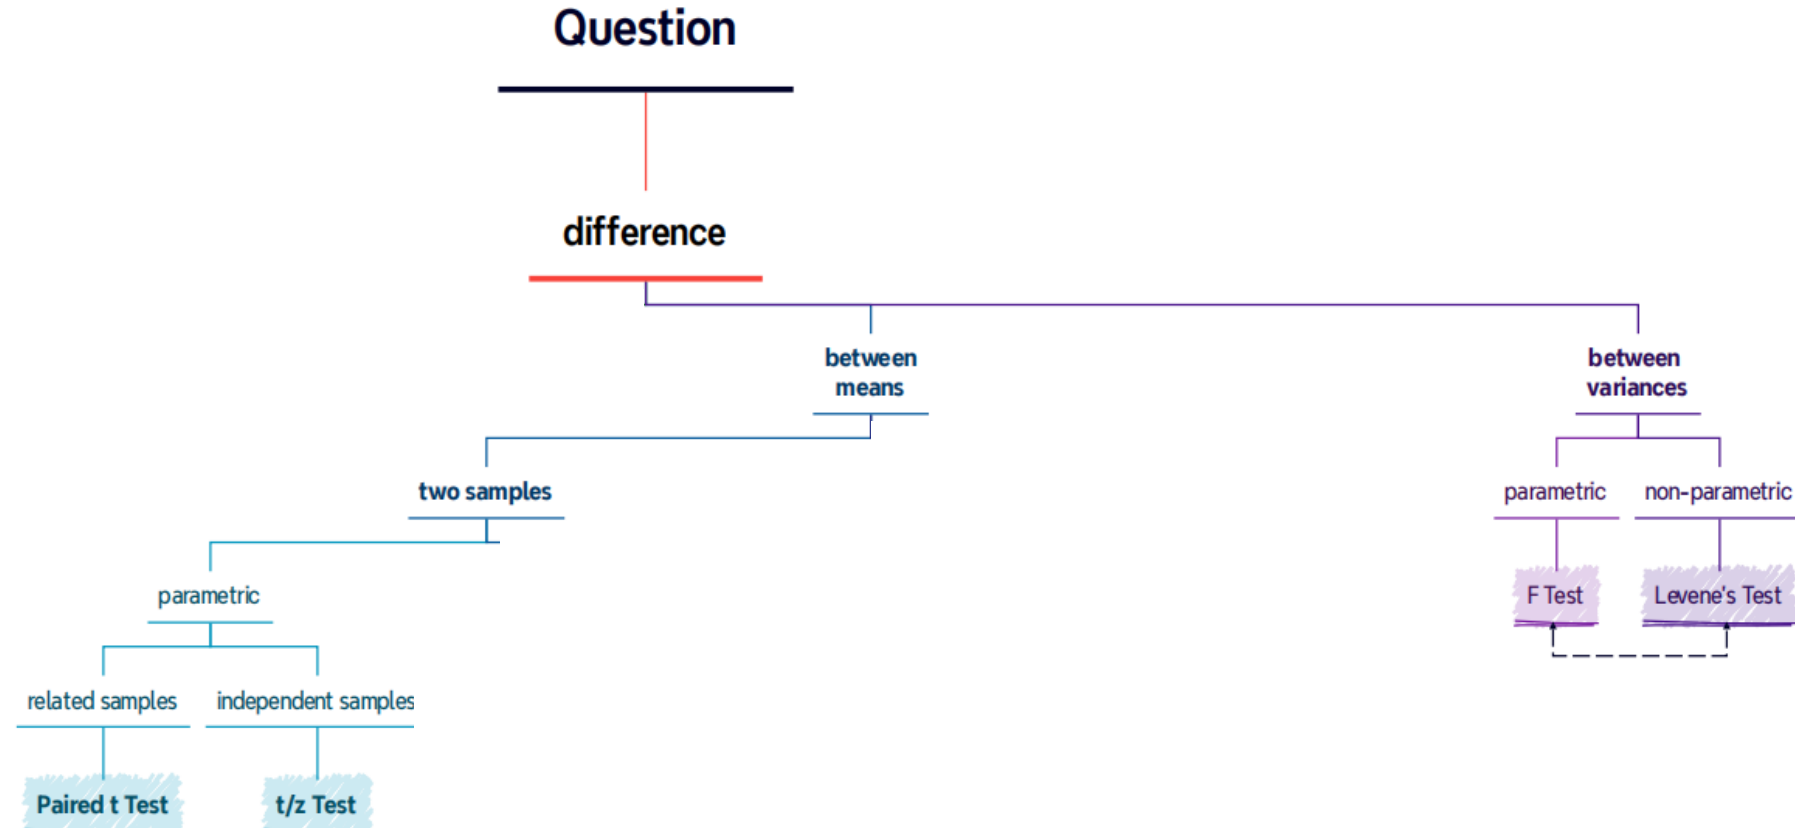 Question
difference
between
means
between
variances
two samples
parametric
non-parametric
parametric
F Test
Levene's Test
related samples
independent samples
Paired t Test
t/z Test